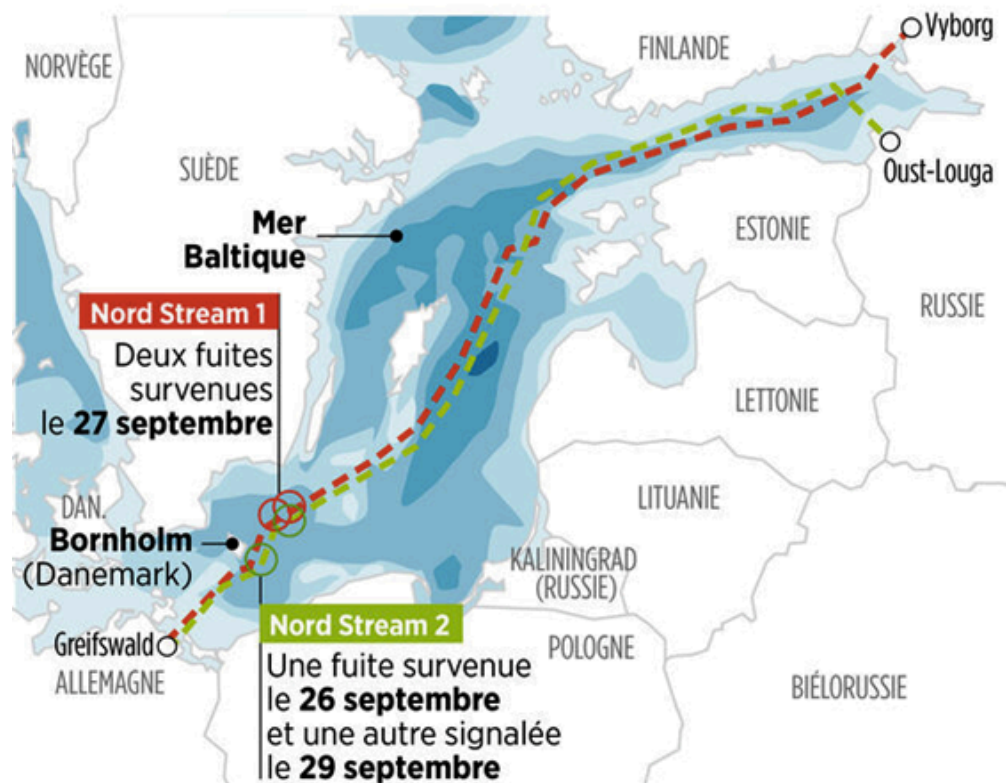 NORVÈGE
FINLANDE
Vyborg
SUÈDE
Oust-Louga
Mer
Baltique
ESTONIE
RUSSIE
Nord Stream 1
Deux fuites
survenues
le 27 septembre
LETTONIE
DAN.
LITUANIE
Bornholm
(Danemark)
KALININGRAD
(RUSSIE)
Greifswald
ALLEMAGNE
Nord Stream 2
Une fuite survenue
le 26 septembre
et une autre signalée
le 29 septembre
POLOGNE
BIÉLORUSSIE